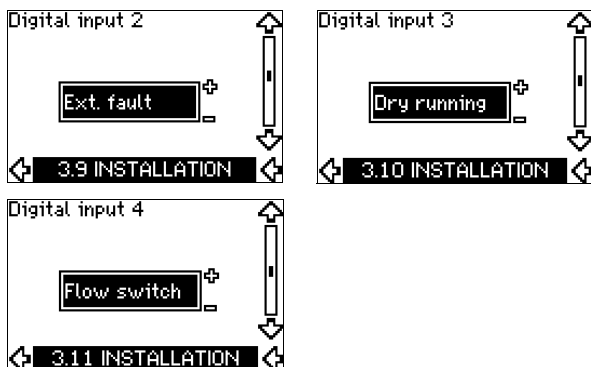 Digital input 2
Ext. fault
3.9 INSTALLATION
Digital input 3
Dry running
3.10 INSTALLATION
Digital input 4
Flow switch
3.11 INSTALLATION